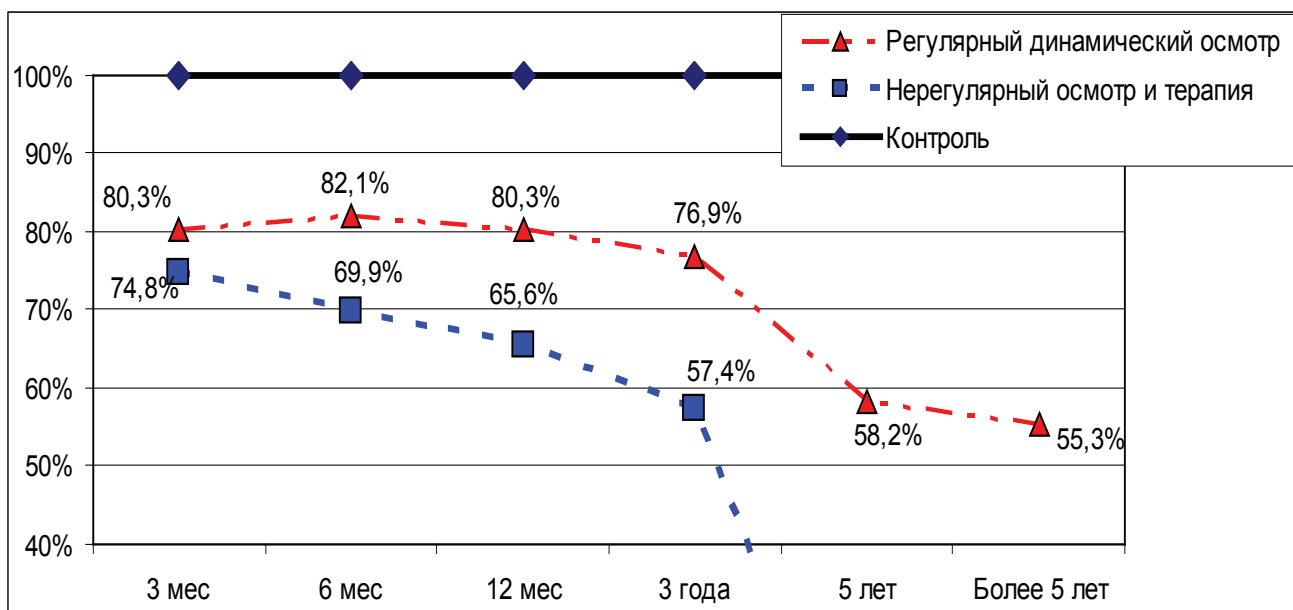 Регулярный динамический осмотр
Нерегулярный осмотр и терапия
Контроль
100%
90%
80%
70%
60%
50%
40%
80,3%
82,1%
80,3%
76,9%
58,2%
55,3%
74,8%
69,9%
65,6%
57,4%
3 мес
6 мес
12 мес
3 года
5 лет
Более 5 лет